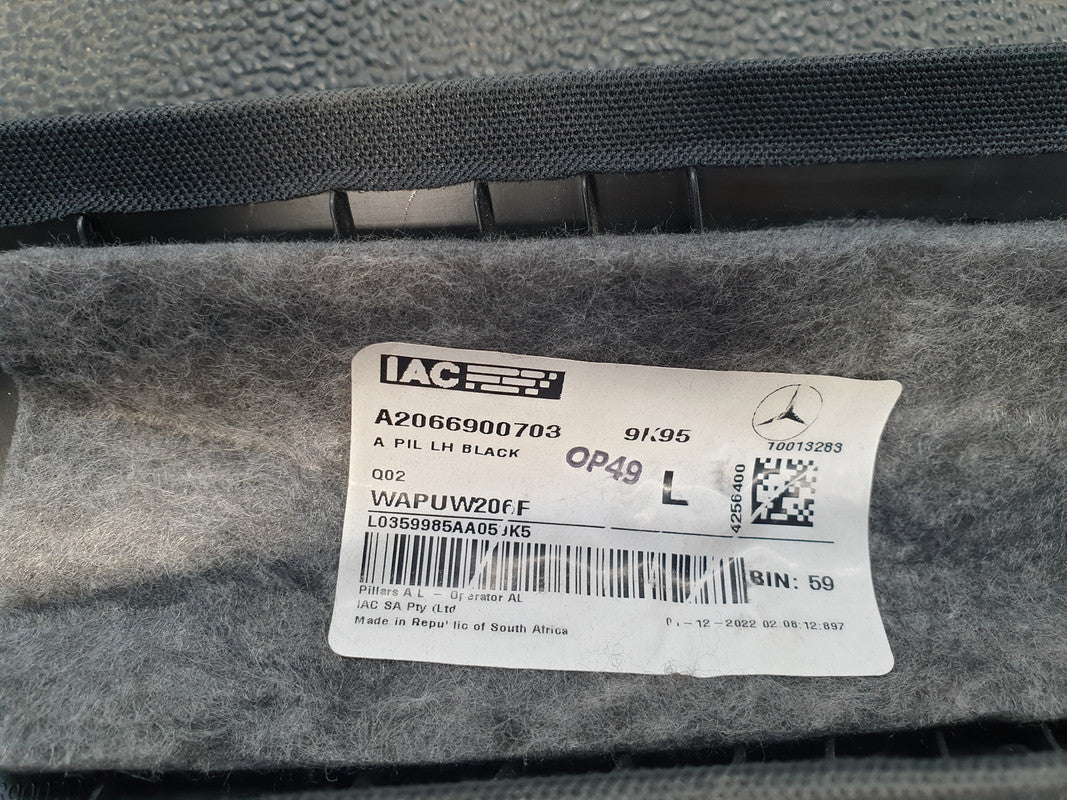 IAC
A2066900703 9K95
A PIL LH BLACK
10013283
OP49
Q02
L
4256400
WAPUW206F
L0359985AA05JK5
BIN: 59
Pillars A L - Operator AL
IAC SA Pty (Ltd
Made in Republic of South Africa
-12-2022 02:08:12:897